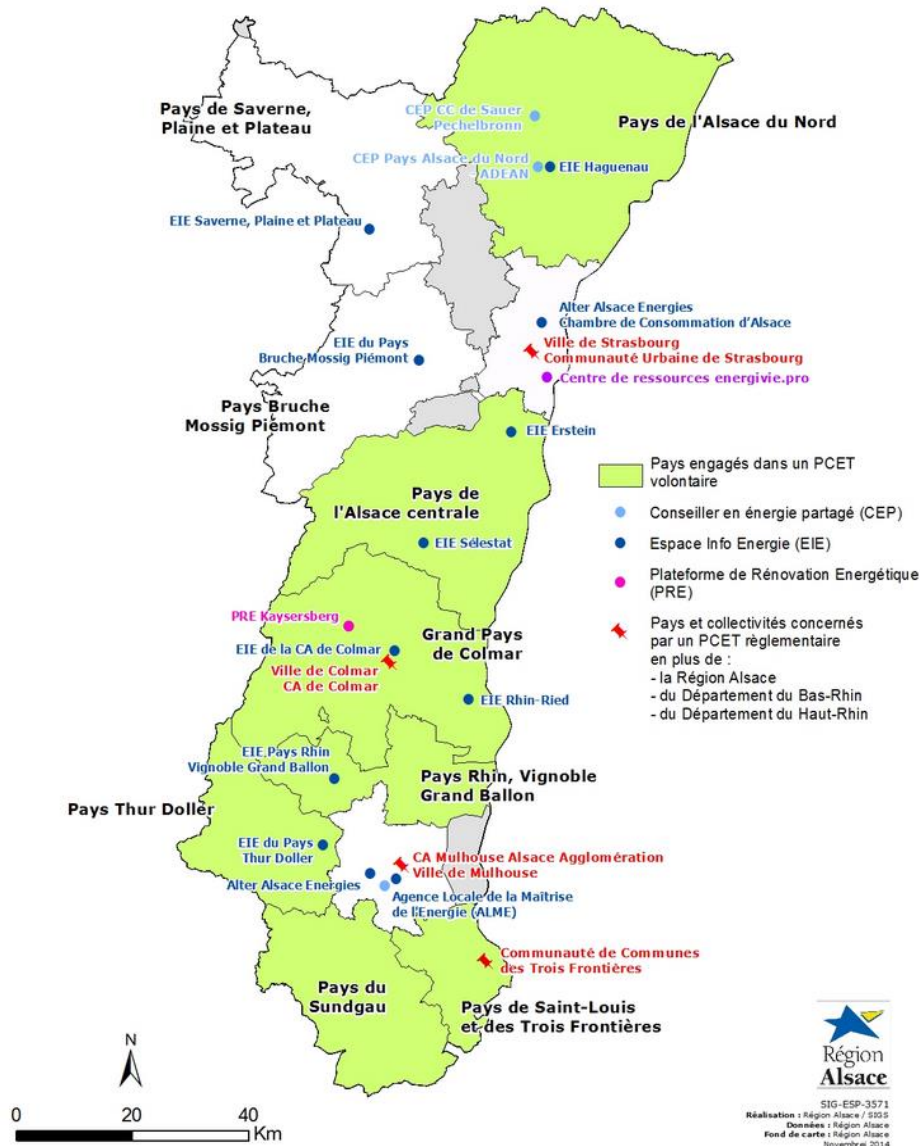 Pays de Saverne,
Plaine et Plateau
CEP CC de Sauer
Pechelbronn
Pays de l'Alsace du Nord
CEP Pays Alsace du Nord
- ADEAN
EIE Haguenau
EIE Saverne, Plaine et Plateau
Alter Alsace Energies
Chambre de Consommation d'Alsace
EIE du Pays
Bruche Mossig Piémont
Ville de Strasbourg
Communauté Urbaine de Strasbourg
Centre de ressources energivie.pro
Pays Bruche
Mossig Piémont
EIE Erstein
Pays de
l'Alsace centrale
EIE Sélestat
PRE Kaysersberg
EIE de la CA de Colmar
Grand Pays
de Colmar
Ville de Colmar
CA de Colmar
EIE Rhin-Ried
EIE Pays Rhin
Vignoble Grand Ballon
Pays Rhin, Vignoble
Grand Ballon
Pays Thur Doller
EIE du Pays
Thur Doller
CA Mulhouse Alsace Agglomération
Ville de Mulhouse
Alter Alsace Energies
Agence Locale de la Maîtrise
de l'Energie (ALME)
Communauté de Communes
des Trois Frontières
Pays du
Sundgau
Pays de Saint-Louis
et des Trois Frontières
Pays engagés dans un PCET
volontaire
Conseiller en énergie partagé (CEP)
Espace Info Energie (EIE)
Plateforme de Rénovation Energétique
(PRE)
Pays et collectivités concernés
par un PCET règlementaire
en plus de :
- la Région Alsace
- du Département du Bas-Rhin
- du Département du Haut-Rhin
N
0 20 40
Km
Région
Alsace
SIG-ESP-3571
Réalisation : Région Alsace / SIGS
Données : Région Alsace
Fond de carte : Région Alsace
Novembrei 2014